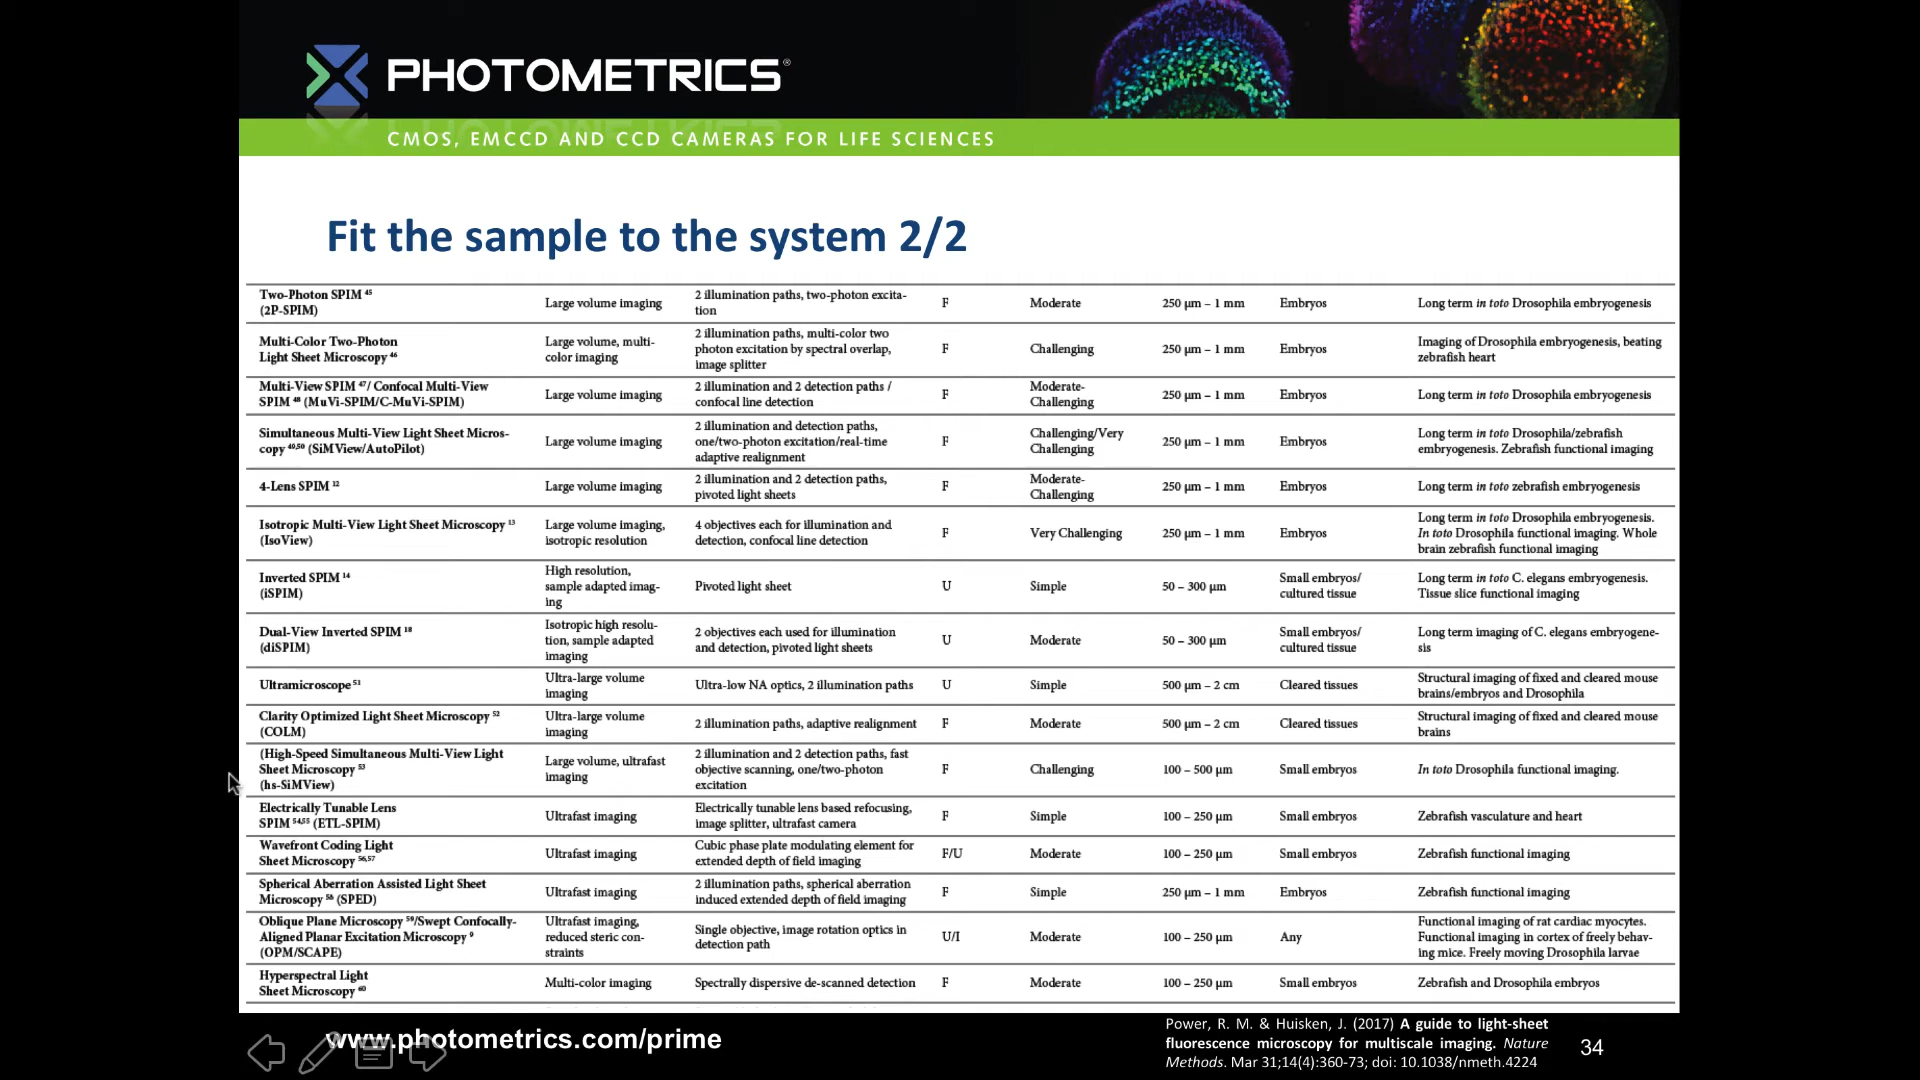 PHOTOMETRICS®
CMOS, EMCCD AND CCD CAMERAS FOR LIFE SCIENCES
Fit the sample to the system 2/2
Two-Photon SPIM 45
(2P-SPIM)
Large volume imaging
2 illumination paths, two-photon excita-
tion
F
Moderate
250 µm – 1 mm
Embryos
Long term in toto Drosophila embryogenesis
Multi-Color Two-Photon
Light Sheet Microscopy 46
Large volume, multi-
color imaging
2 illumination paths, multi-color two
photon excitation by spectral overlap,
image splitter
F
Challenging
250 µm – 1 mm
Embryos
Imaging of Drosophila embryogenesis, beating
zebrafish heart
Multi-View SPIM 47/ Confocal Multi-View
SPIM 48 (MuVi-SPIM/C-MuVi-SPIM)
Large volume imaging
2 illumination and 2 detection paths /
confocal line detection
F
Moderate-
Challenging
250 µm – 1 mm
Embryos
Long term in toto Drosophila embryogenesis
Simultaneous Multi-View Light Sheet Micros-
copy 49,50 (SiMView/AutoPilot)
Large volume imaging
2 illumination and detection paths,
one/two-photon excitation/real-time
adaptive realignment
F
Challenging/Very
Challenging
250 µm – 1 mm
Embryos
Long term in toto Drosophila/zebrafish
embryogenesis. Zebrafish functional imaging
4-Lens SPIM 12
Large volume imaging
2 illumination and 2 detection paths,
pivoted light sheets
F
Moderate-
Challenging
250 µm – 1 mm
Embryos
Long term in toto zebrafish embryogenesis
Isotropic Multi-View Light Sheet Microscopy 13
(IsoView)
Large volume imaging,
isotropic resolution
4 objectives each for illumination and
detection, confocal line detection
F
Very Challenging
250 µm – 1 mm
Embryos
Long term in toto Drosophila embryogenesis.
In toto Drosophila functional imaging. Whole
brain zebrafish functional imaging
Inverted SPIM 14
(iSPIM)
High resolution,
sample adapted imag-
ing
Pivoted light sheet
U
Simple
50 – 300 µm
Small embryos/
cultured tissue
Long term in toto C. elegans embryogenesis.
Tissue slice functional imaging
Dual-View Inverted SPIM 18
(diSPIM)
Isotropic high resolu-
tion, sample adapted
imaging
2 objectives each used for illumination
and detection, pivoted light sheets
U
Moderate
50 – 300 µm
Small embryos/
cultured tissue
Long term imaging of C. elegans embryogene-
sis
Ultramicroscope 51
Ultra-large volume
imaging
Ultra-low NA optics, 2 illumination paths
U
Simple
500 µm – 2 cm
Cleared tissues
Structural imaging of fixed and cleared mouse
brains/embryos and Drosophila
Clarity Optimized Light Sheet Microscopy 52
(COLM)
Ultra-large volume
imaging
2 illumination paths, adaptive realignment
F
Moderate
500 µm – 2 cm
Cleared tissues
Structural imaging of fixed and cleared mouse
brains
(High-Speed Simultaneous Multi-View Light
Sheet Microscopy 53
(hs-SiMView)
Large volume, ultrafast
imaging
2 illumination and 2 detection paths, fast
objective scanning, one/two-photon
excitation
F
Challenging
100 – 500 µm
Small embryos
In toto Drosophila functional imaging.
Electrically Tunable Lens
SPIM 54,55 (ETL-SPIM)
Ultrafast imaging
Electrically tunable lens based refocusing,
image splitter, ultrafast camera
F
Simple
100 – 250 µm
Small embryos
Zebrafish vasculature and heart
Wavefront Coding Light
Sheet Microscopy 56,57
Ultrafast imaging
Cubic phase plate modulating element for
extended depth of field imaging
F/U
Moderate
100 – 250 µm
Small embryos
Zebrafish functional imaging
Spherical Aberration Assisted Light Sheet
Microscopy 58 (SPED)
Ultrafast imaging
2 illumination paths, spherical aberration
induced extended depth of field imaging
F
Simple
250 µm – 1 mm
Embryos
Zebrafish functional imaging
Oblique Plane Microscopy 59/Swept Confocally-
Aligned Planar Excitation Microscopy 9
(OPM/SCAPE)
Ultrafast imaging,
reduced steric con-
straints
Single objective, image rotation optics in
detection path
U/I
Moderate
100 – 250 µm
Any
Functional imaging of rat cardiac myocytes.
Functional imaging in cortex of freely behav-
ing mice. Freely moving Drosophila larvae
Hyperspectral Light
Sheet Microscopy 60
Multi-color imaging
Spectrally dispersive de-scanned detection
F
Moderate
100 – 250 µm
Small embryos
Zebrafish and Drosophila embryos
www.photometrics.com/prime
Power, R. M. & Huisken, J. (2017) A guide to light-sheet
fluorescence microscopy for multiscale imaging. Nature
Methods. Mar 31;14(4):360-73; doi: 10.1038/nmeth.4224
34